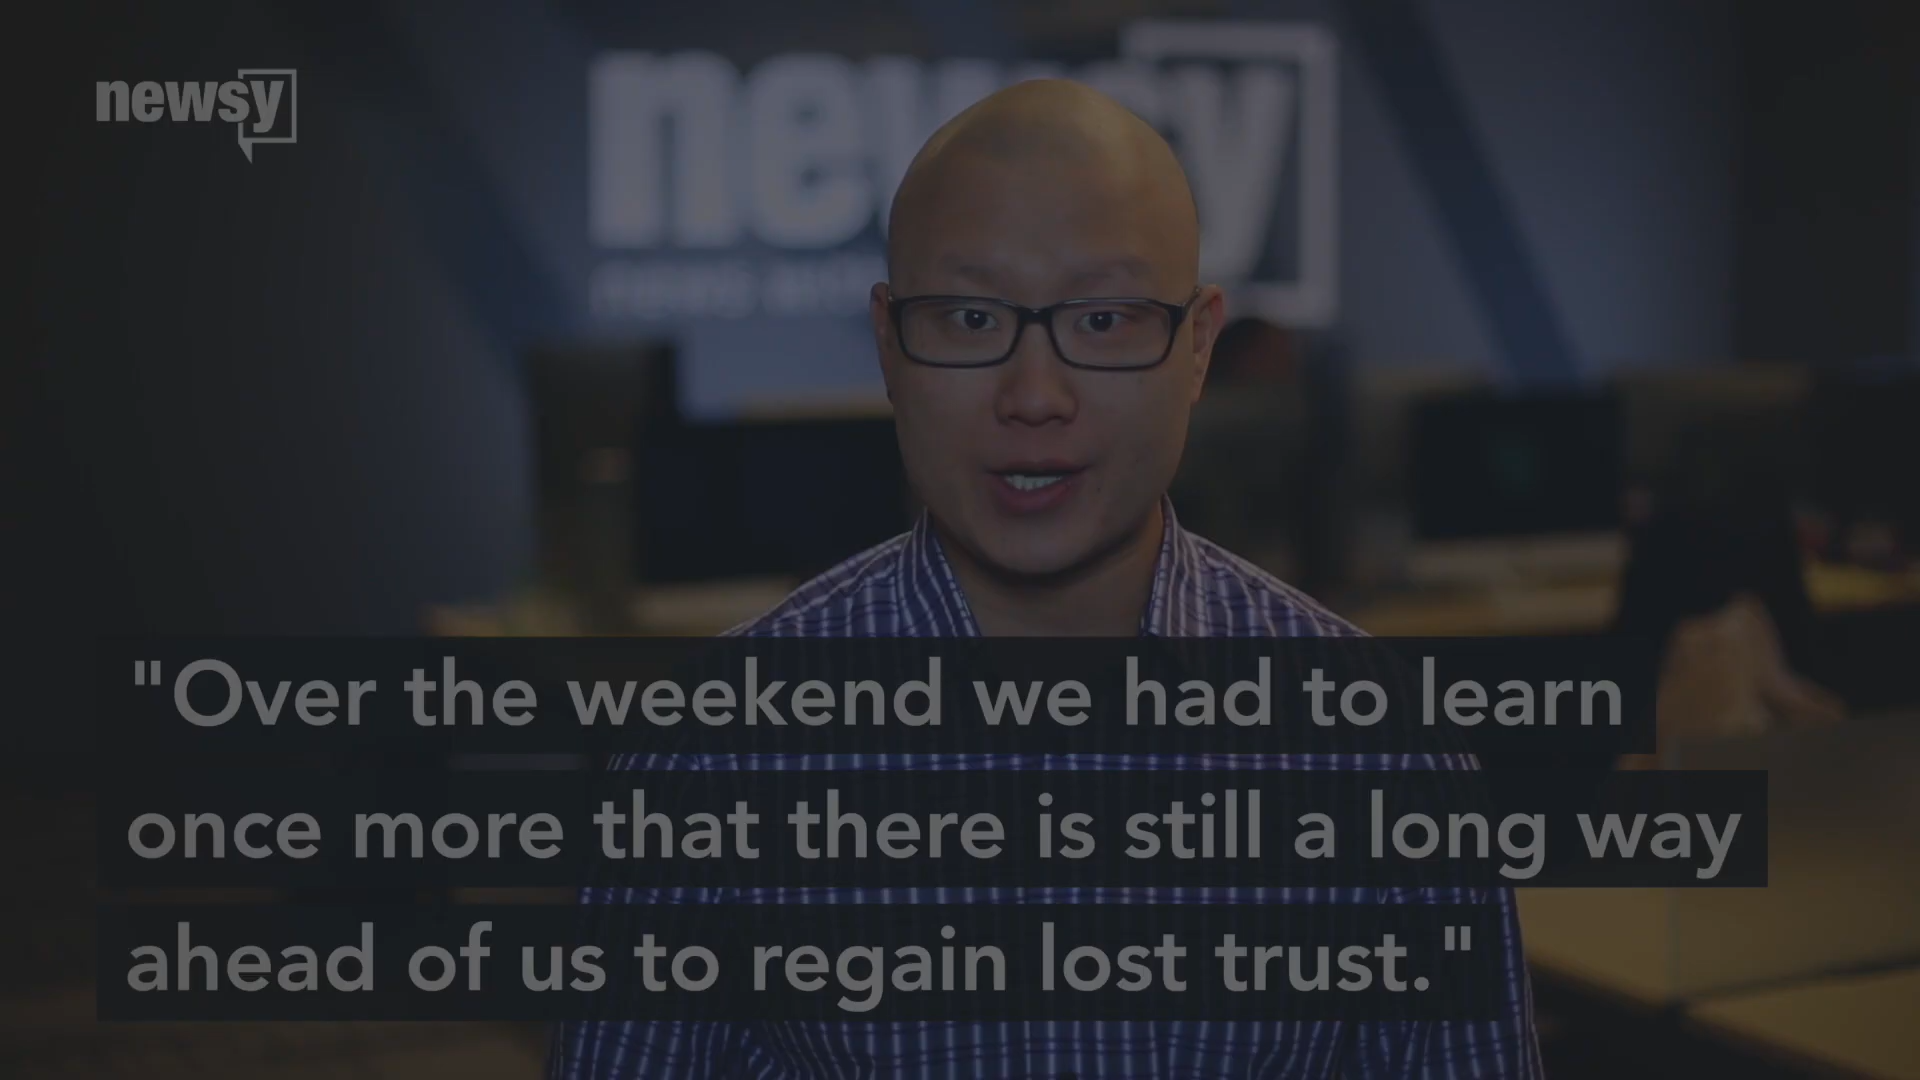 newsy
newsy
"Over the weekend we had to learn
once more that there is still a long way
ahead of us to regain lost trust."